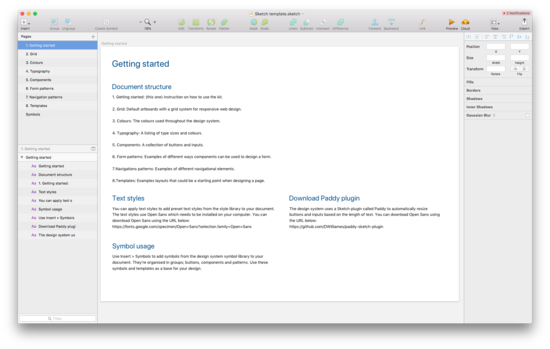 Sketch-template.sketch
2 Notifications
Insert
Group
Ungroup
Create Symbol
Edit
Transform
Rotate
Flatten
Mask
Scale
Union
Subtract
Intersect
Difference
Forward
Backward
Link
Preview
Cloud
View
Export
Pages
1. Getting started
2. Grid
3. Colours
4. Typography
5. Components
6. Form patterns
7. Navigation patterns
8. Templates
Symbols
Getting started
Aa Getting started
Aa Document structure
Aa 1. Getting started
Aa Text styles
Aa You can apply text s
Aa Symbol usage
Aa Use Insert > Symbols
Aa Download Paddy plugi
Aa The design system us
Filter
Getting started
Getting started
Document structure
1. Getting started: (this one) Instruction on how to use the kit.
2. Grid: Default artboards with a grid system for responsive web design.
3. Colours: The colours used throughout the design system.
4. Typography: A listing of type sizes and colours.
5. Components: A collection of buttons and inputs.
6. Form patterns: Examples of different ways components can be used to design a form.
7.Navigations patterns: Examples of different navigational elements.
8.Templates: Examples layouts that could be a starting point when designing a page.
Text styles
You can apply text styles to add preset text styles from the style library to your document.
The text styles use Open Sans which needs to be installed on your computer. You can
download Open Sans using the URL below.
https://fonts.google.com/specimen/Open+Sans?selection.family=Open+Sans
Download Paddy plugin
The design system uses a Sketch plugin called Paddy to automatically resize
buttons and inputs based on the length of text. You can download Open Sans
using the URL below.
https://github.com/DWilliames/paddy-sketch-plugin
Symbol usage
Use Insert > Symbols to add symbols from the design system symbol library to your
document. They're organised in groups; buttons, components and patterns. Use these
symbols and templates as a base for your design.
Position
X
Y
Size
Width
Height
Transform
Rotate
Flip
Fills
Borders
Shadows
Inner Shadows
Gaussian Blur